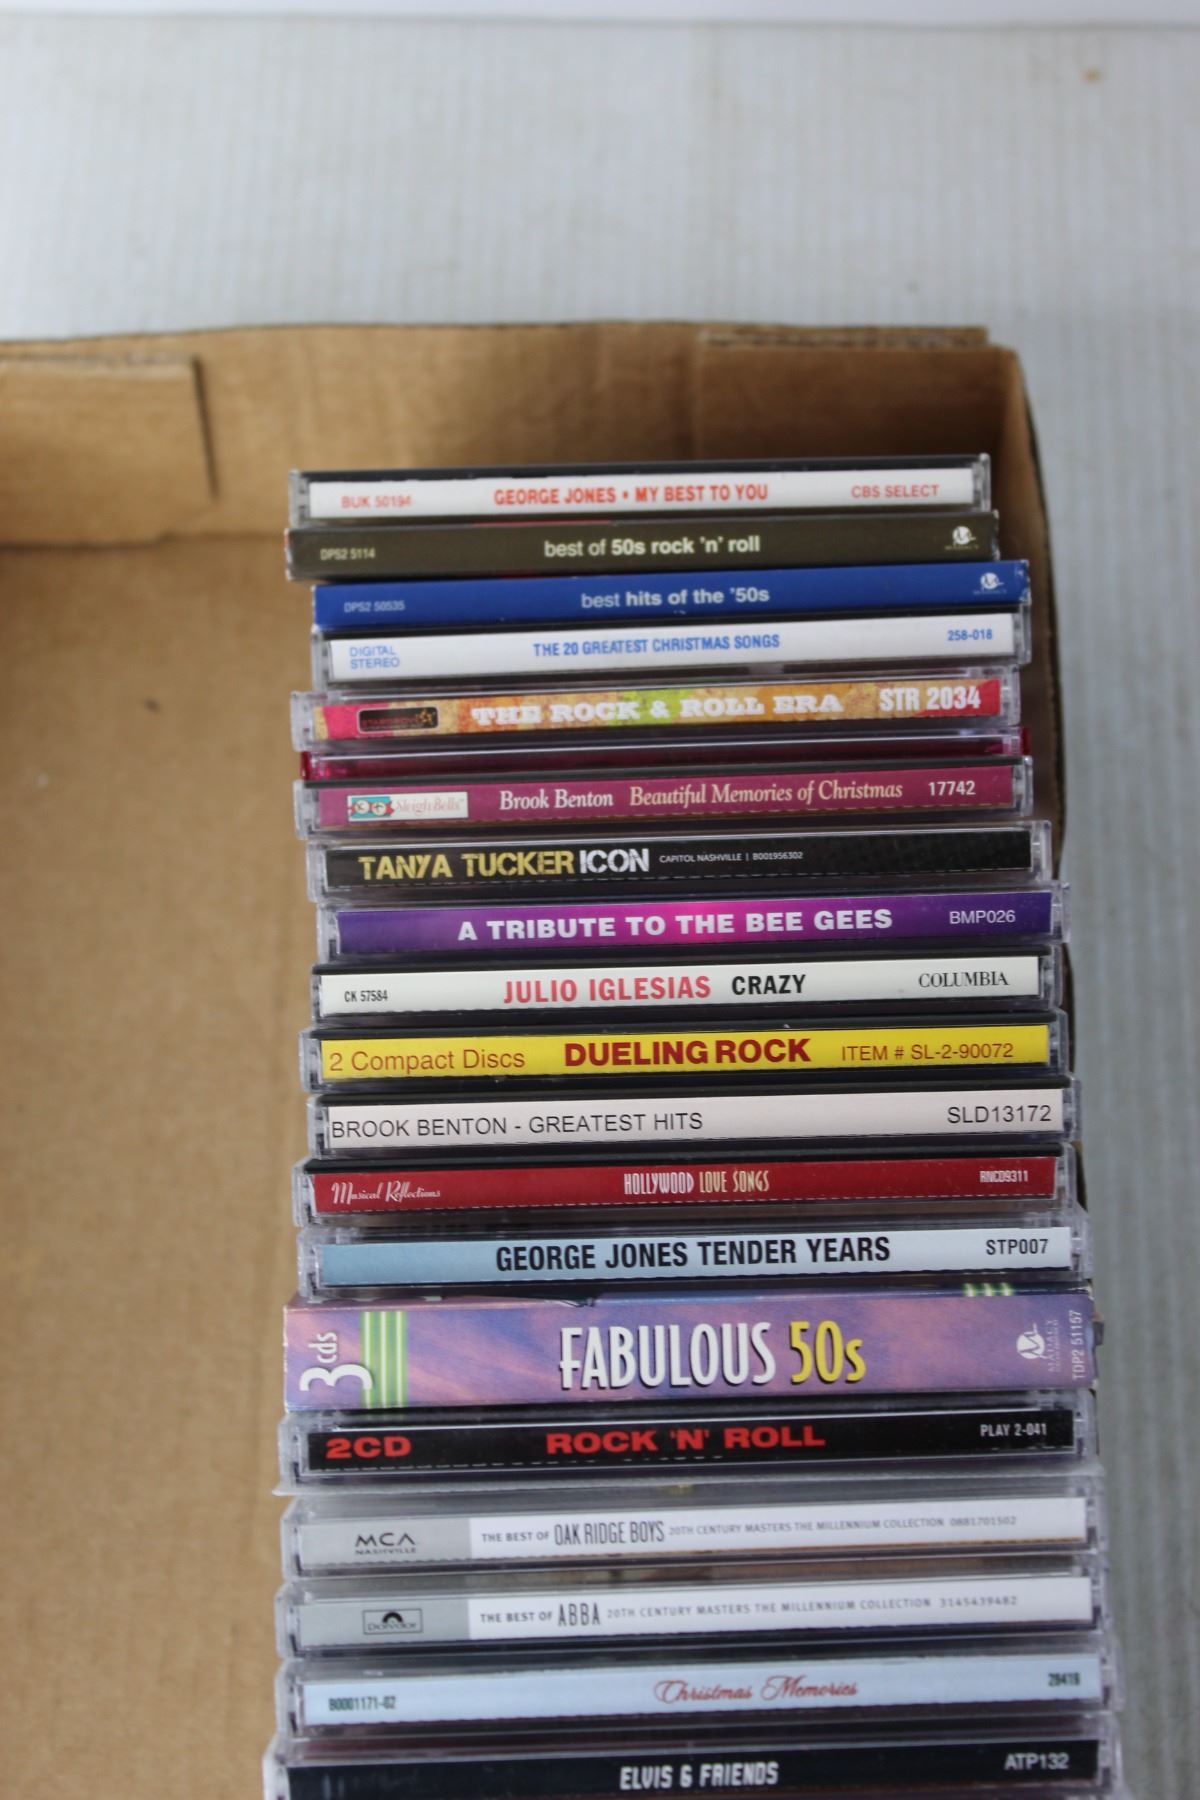 BUK 50194 GEORGE JONES • MY BEST TO YOU CBS SELECT
DPS2 5114 best of 50s rock 'n' roll
DPS2 50535 best hits of the '50s
DIGITAL STEREO THE 20 GREATEST CHRISTMAS SONGS 258-018
THE ROCK & ROLL ERA STR 2034
Sleigh Bells Brook Benton Beautiful Memories of Christmas 17742
TANYA TUCKER ICON CAPITOL NASHVILLE | B001956302
A TRIBUTE TO THE BEE GEES BMP026
CK 57584 JULIO IGLESIAS CRAZY COLUMBIA
2 Compact Discs DUELING ROCK ITEM # SL-2-90072
BROOK BENTON - GREATEST HITS SLD13172
Musical Reflections HOLLYWOOD LOVE SONGS RNCD9311
GEORGE JONES TENDER YEARS STP007
3 cds FABULOUS 50s MADACY TDP2 51157
2CD ROCK 'N' ROLL PLAY 2-041
MCA NASHVILLE THE BEST OF OAK RIDGE BOYS 20TH CENTURY MASTERS THE MILLENNIUM COLLECTION 0881701502
polydor THE BEST OF ABBA 20TH CENTURY MASTERS THE MILLENNIUM COLLECTION 3145439482
B0001171-02 Christmas Memories 28416
ELVIS & FRIENDS ATP132